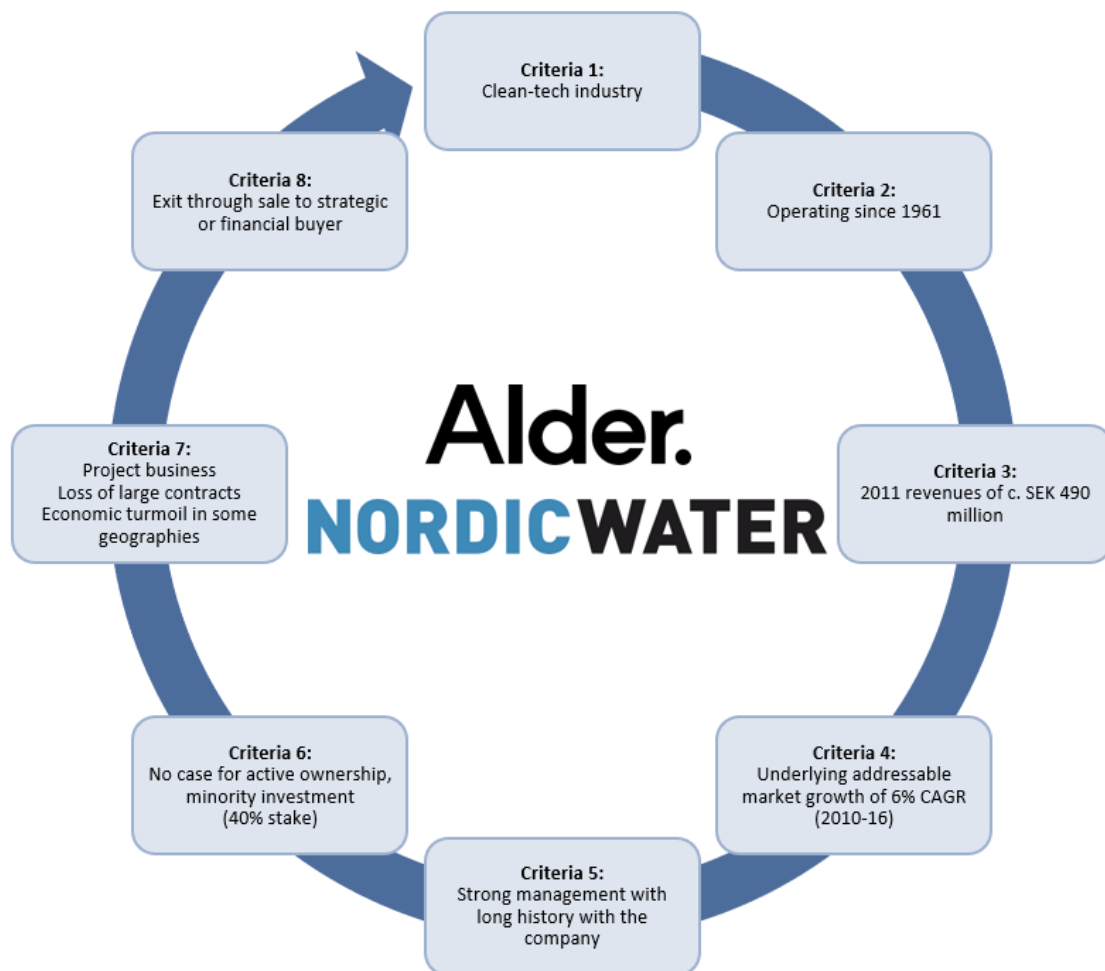 Criteria 1:
Clean-tech industry
Criteria 2:
Operating since 1961
Criteria 3:
2011 revenues of c. SEK 490
million
Criteria 4:
Underlying addressable
market growth of 6% CAGR
(2010-16)
Criteria 5:
Strong management with
long history with the
company
Criteria 6:
No case for active ownership,
minority investment
(40% stake)
Criteria 7:
Project business
Loss of large contracts
Economic turmoil in some
geographies
Criteria 8:
Exit through sale to strategic
or financial buyer
Alder.
NORDICWATER